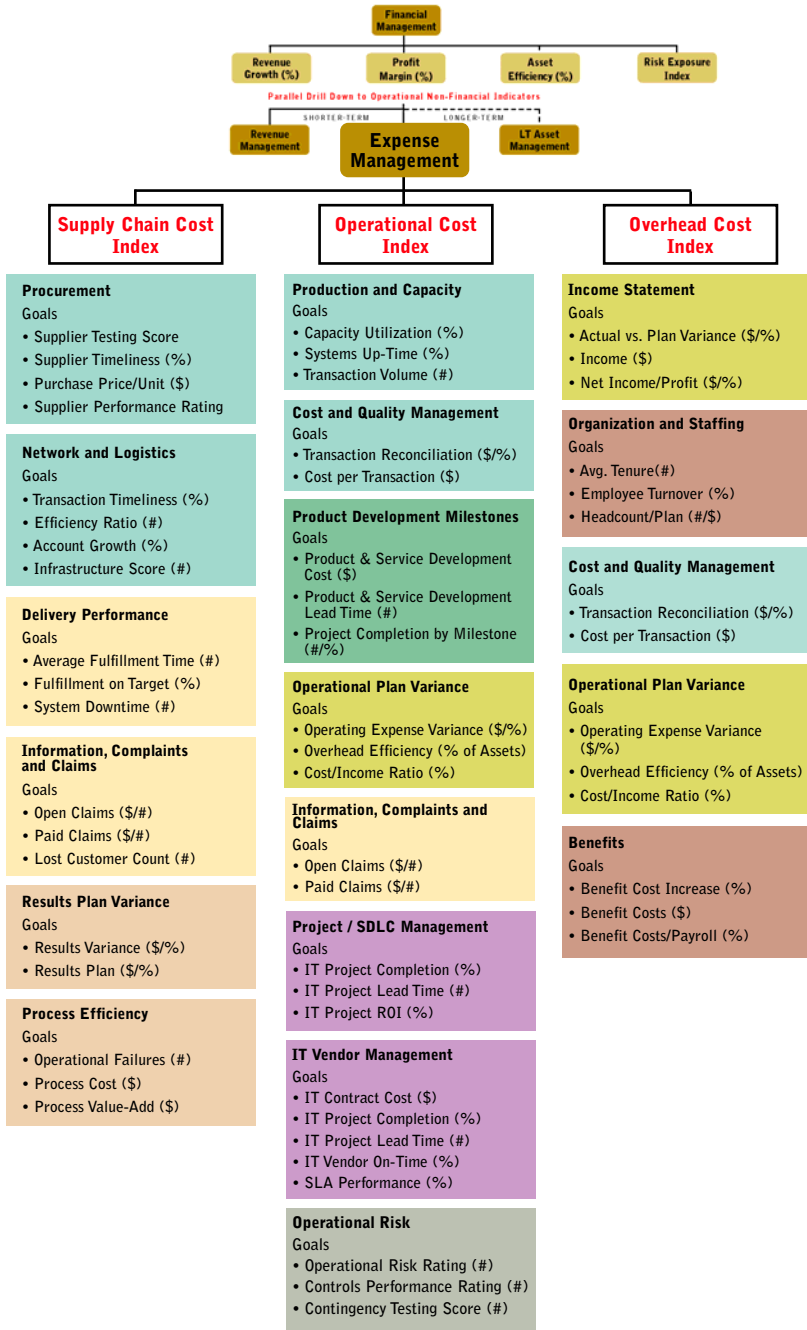 Financial
Management
Revenue
Growth (%)
Profit
Margin (%)
Asset
Efficiency (%)
Risk Exposure
Index
Parallel Drill Down to Operational Non-Financial Indicators
SHORTER-TERM
LONGER-TERM
Revenue
Management
Expense
Management
LT Asset
Management
Supply Chain Cost
Index
Operational Cost
Index
Overhead Cost
Index
Procurement
Goals
• Supplier Testing Score
• Supplier Timeliness (%)
• Purchase Price/Unit ($)
• Supplier Performance Rating
Network and Logistics
Goals
• Transaction Timeliness (%)
• Efficiency Ratio (#)
• Account Growth (%)
• Infrastructure Score (#)
Delivery Performance
Goals
• Average Fulfillment Time (#)
• Fulfillment on Target (%)
• System Downtime (#)
Information, Complaints
and Claims
Goals
• Open Claims ($/#)
• Paid Claims ($/#)
• Lost Customer Count (#)
Results Plan Variance
Goals
• Results Variance ($/%)
• Results Plan ($/%)
Process Efficiency
Goals
• Operational Failures (#)
• Process Cost ($)
• Process Value-Add ($)
Production and Capacity
Goals
• Capacity Utilization (%)
• Systems Up-Time (%)
• Transaction Volume (#)
Cost and Quality Management
Goals
• Transaction Reconciliation ($/%)
• Cost per Transaction ($)
Product Development Milestones
Goals
• Product & Service Development
Cost ($)
• Product & Service Development
Lead Time (#)
• Project Completion by Milestone
(#/%)
Operational Plan Variance
Goals
• Operating Expense Variance ($/%)
• Overhead Efficiency (% of Assets)
• Cost/Income Ratio (%)
Information, Complaints and
Claims
Goals
• Open Claims ($/#)
• Paid Claims ($/#)
Project / SDLC Management
Goals
• IT Project Completion (%)
• IT Project Lead Time (#)
• IT Project ROI (%)
IT Vendor Management
Goals
• IT Contract Cost ($)
• IT Project Completion (%)
• IT Project Lead Time (#)
• IT Vendor On-Time (%)
• SLA Performance (%)
Operational Risk
Goals
• Operational Risk Rating (#)
• Controls Performance Rating (#)
• Contingency Testing Score (#)
Income Statement
Goals
• Actual vs. Plan Variance ($/%)
• Income ($)
• Net Income/Profit ($/%)
Organization and Staffing
Goals
• Avg. Tenure(#)
• Employee Turnover (%)
• Headcount/Plan (#/$)
Cost and Quality Management
Goals
• Transaction Reconciliation ($/%)
• Cost per Transaction ($)
Operational Plan Variance
Goals
• Operating Expense Variance
($/%)
• Overhead Efficiency (% of Assets)
• Cost/Income Ratio (%)
Benefits
Goals
• Benefit Cost Increase (%)
• Benefit Costs ($)
• Benefit Costs/Payroll (%)